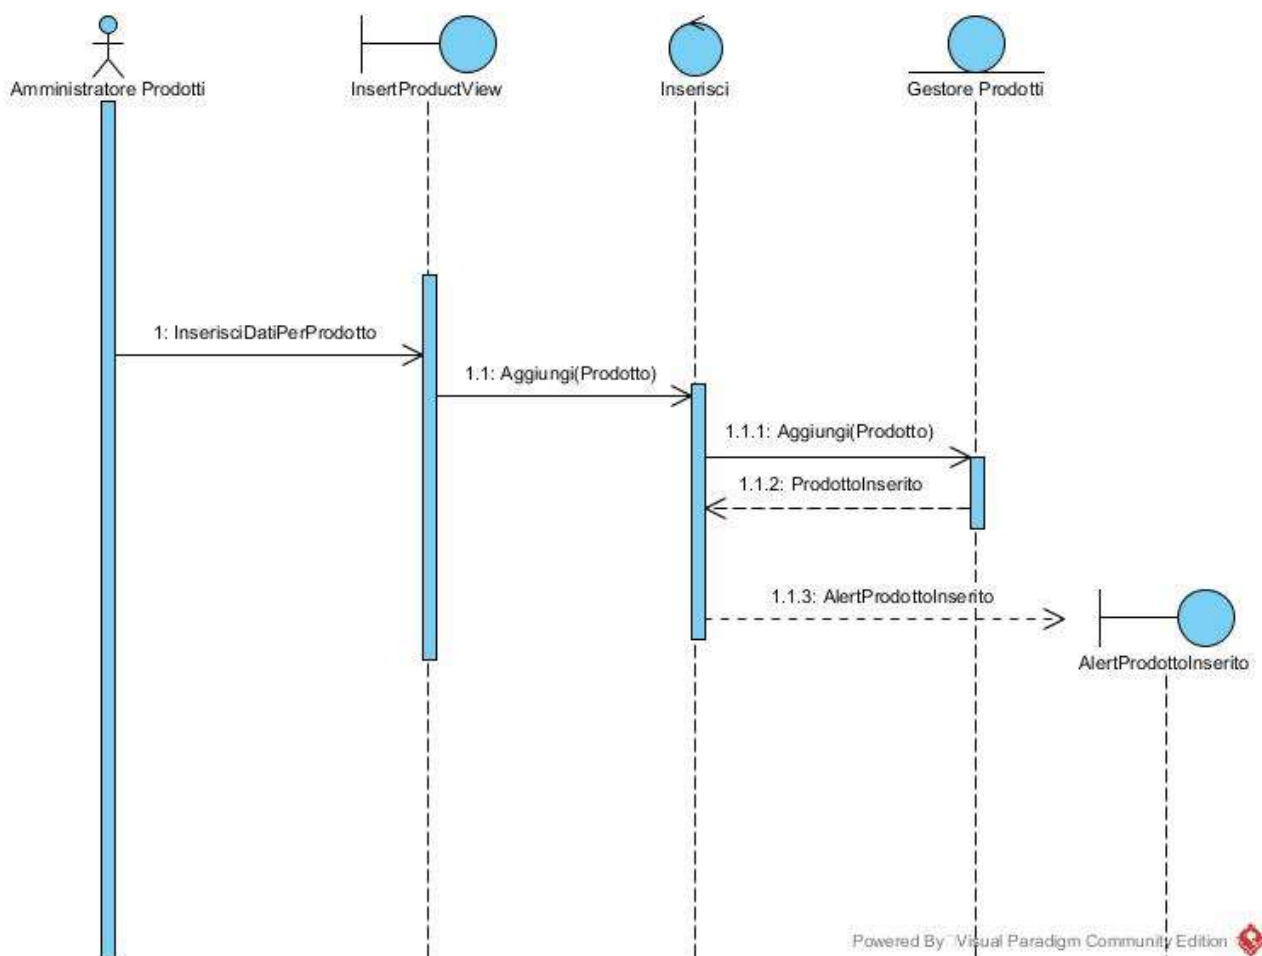 Amministratore Prodotti
InsertProductView
Inserisci
Gestore Prodotti
1: InserisciDatiPerProdotto
1.1: Aggiungi(Prodotto)
1.1.1: Aggiungi(Prodotto)
1.1.2: ProdottoInserito
1.1.3: AlertProdottoInserito
AlertProdottoInserito
Powered By Visual Paradigm Community Edition